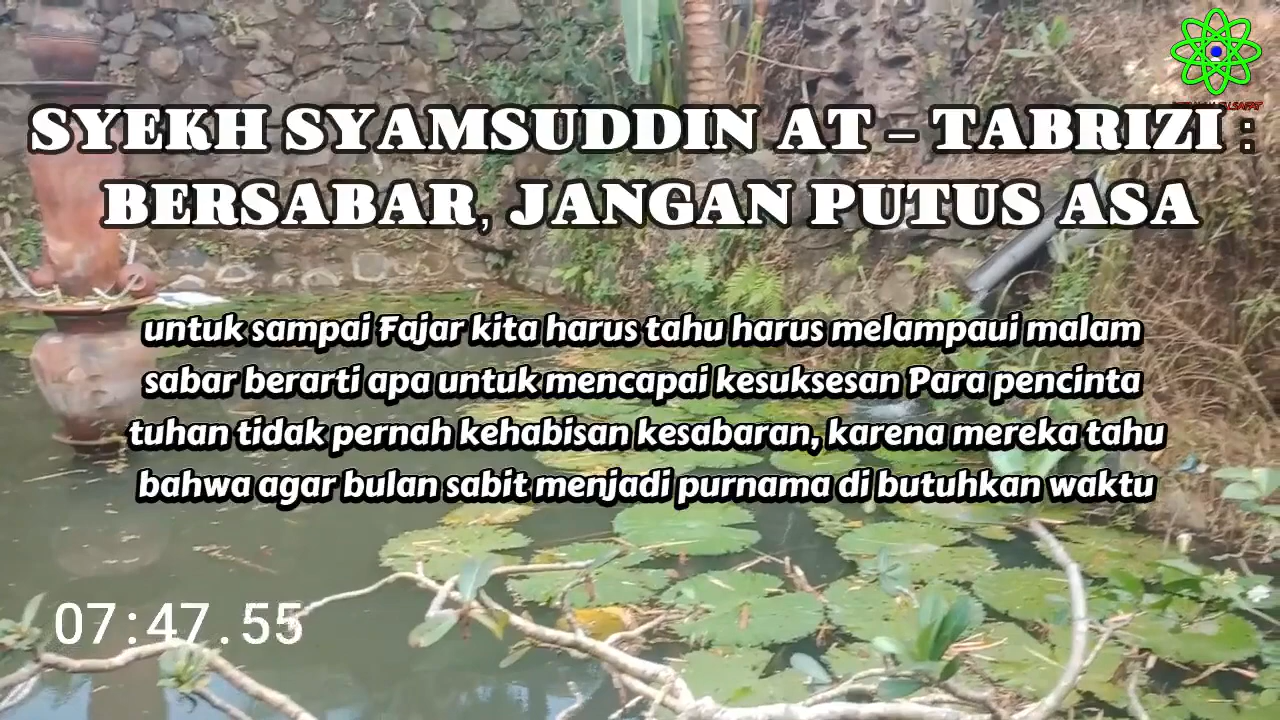 SYEKH SYAMSUDDIN AT – TABRIZI :
BERSABAR, JANGAN PUTUS ASA
untuk sampai Fajar kita harus tahu harus melampaui malam
sabar berarti apa untuk mencapai kesuksesan Para pencinta
tuhan tidak pernah kehabisan kesabaran, karena mereka tahu
bahwa agar bulan sabit menjadi purnama di butuhkan waktu
07:47.55